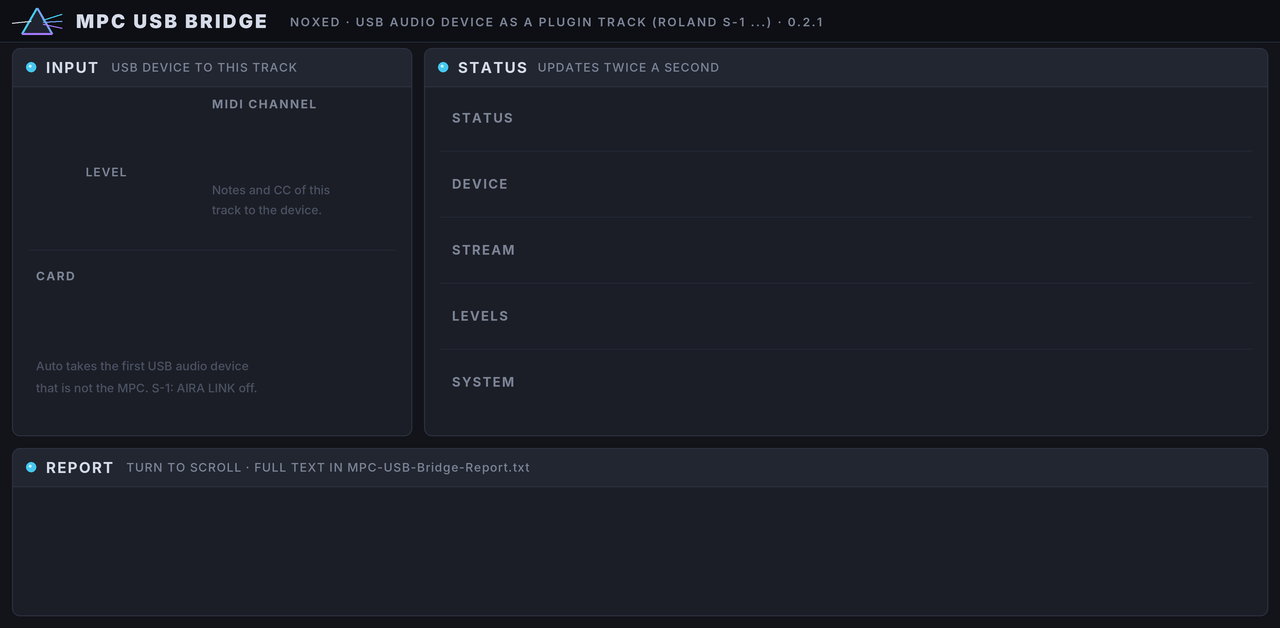 MPC USB BRIDGE NOXED · USB AUDIO DEVICE AS A PLUGIN TRACK (ROLAND S-1 ...) · 0.2.1
INPUT USB DEVICE TO THIS TRACK
MIDI CHANNEL
LEVEL
Notes and CC of this
track to the device.
CARD
Auto takes the first USB audio device
that is not the MPC. S-1: AIRA LINK off.
STATUS UPDATES TWICE A SECOND
STATUS
DEVICE
STREAM
LEVELS
SYSTEM
REPORT TURN TO SCROLL · FULL TEXT IN MPC-USB-Bridge-Report.txt